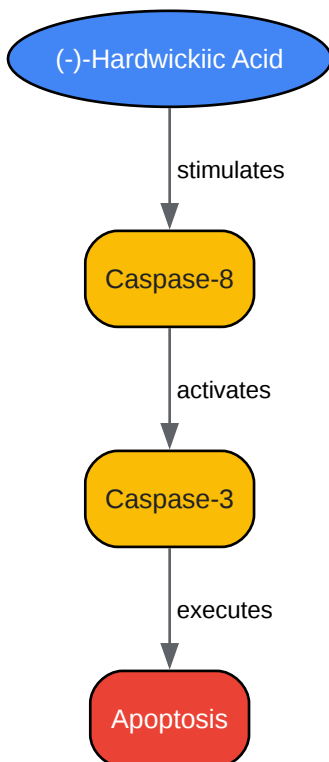 (-)-Hardwickiic Acid
stimulates
Caspase-8
activates
Caspase-3
executes
Apoptosis